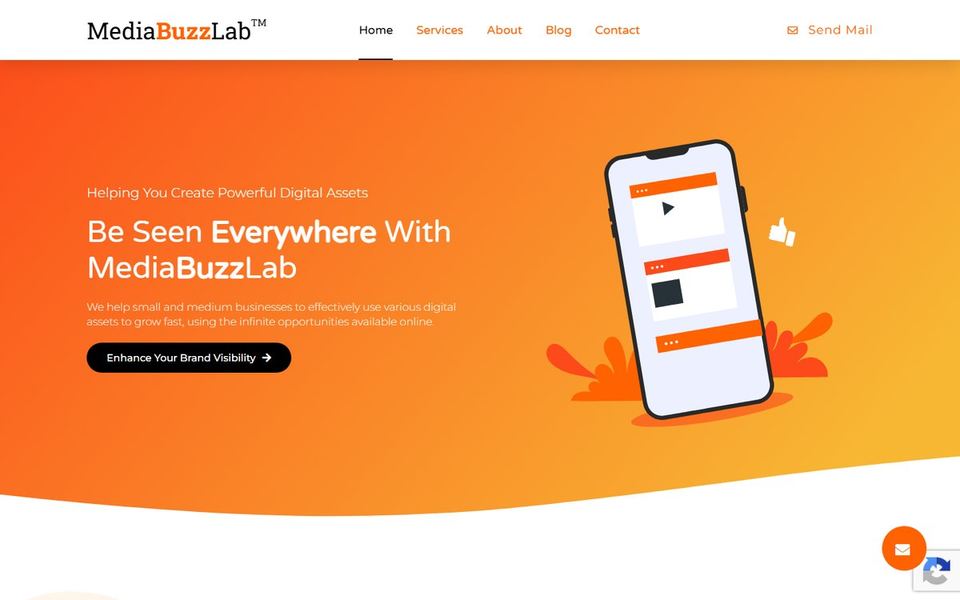 MediaBuzzLab™
Home Services About Blog Contact
Send Mail
Helping You Create Powerful Digital Assets
Be Seen Everywhere With
MediaBuzzLab
We help small and medium businesses to effectively use various digital
assets to grow fast, using the infinite opportunities available online.
Enhance Your Brand Visibility